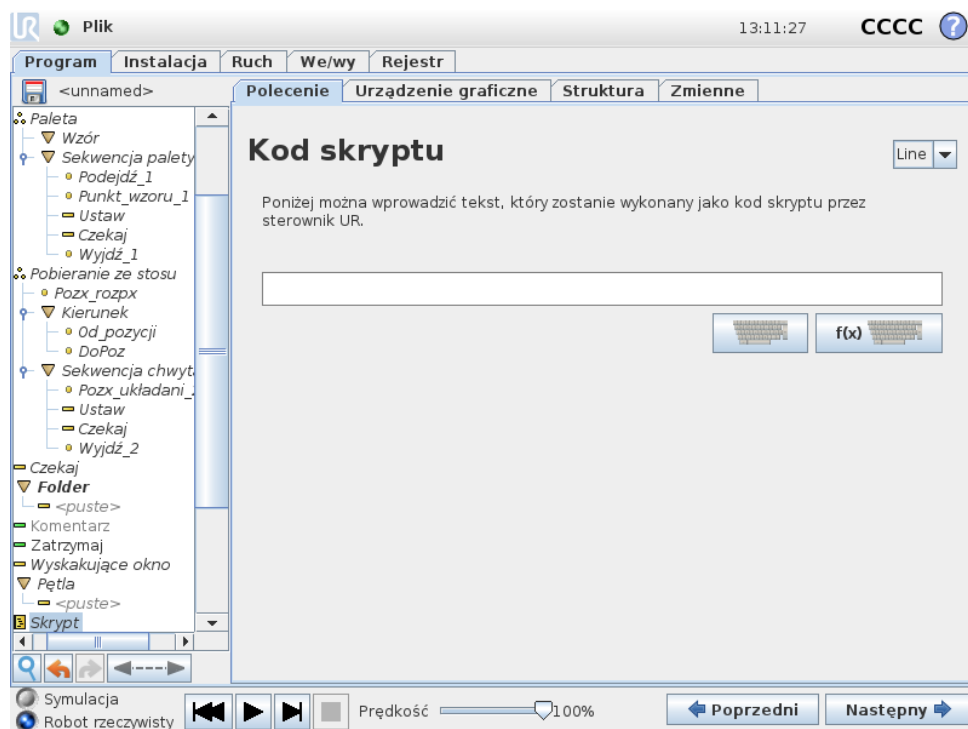 UR Plik 13:11:27 CCCC ?
Program Instalacja Ruch We/wy Rejestr
<unnamed>
Polecenie Urządzenie graficzne Struktura Zmienne
Paleta
Wzór
Sekwencja palety
Podejdź_1
Punkt_wzoru_1
Ustaw
Czekaj
Wyjdź_1
Pobieranie ze stosu
Pozx_rozpx
Kierunek
Od_pozycji
DoPoz
Sekwencja chwyt
Pozx_układani_
Ustaw
Czekaj
Wyjdź_2
Czekaj
Folder
<puste>
Komentarz
Zatrzymaj
Wyskakujące okno
Pętla
<puste>
Skrypt
Kod skryptu
Line
Poniżej można wprowadzić tekst, który zostanie wykonany jako kod skryptu przez
sterownik UR.
f(x)
Symulacja
Robot rzeczywisty
Prędkość 100%
Poprzedni Następny